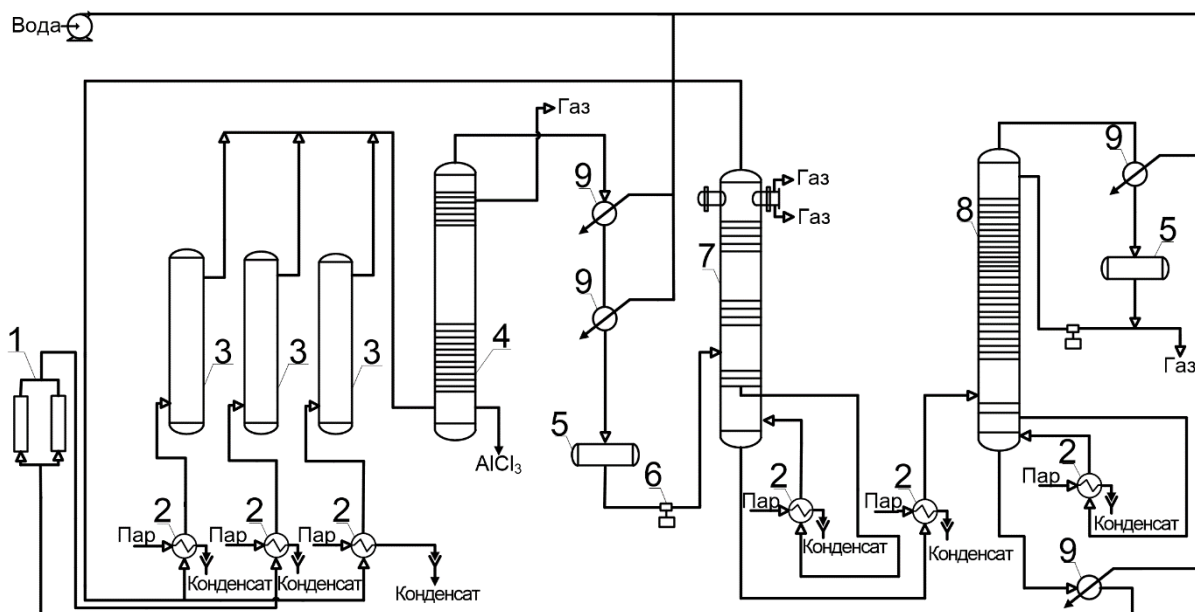 Вода
Газ
9
9
Газ
Газ
8
5
7
9
1
3
3
3
4
Газ
5
6
AlCl₃
2
2
2
2
2
2
Пар
Пар
Пар
Пар
Пар
Пар
Конденсат
Конденсат
Конденсат
Конденсат
Конденсат
Конденсат
9